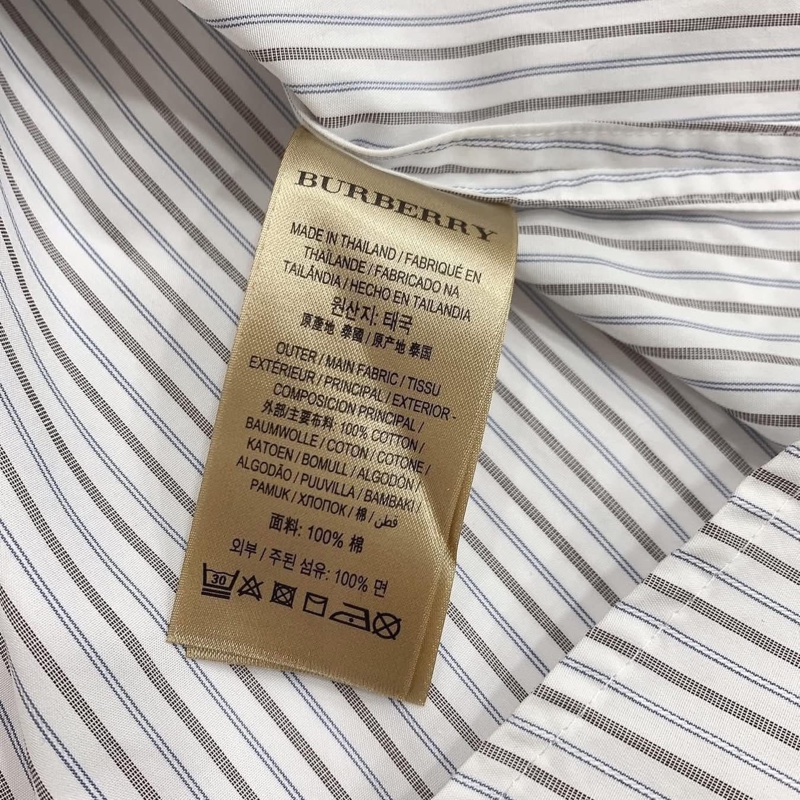 BURBERRY
MADE IN THAILAND / FABRIQUÉ EN
THAÏLANDE / FABRICADO NA
TAILÂNDIA / HECHO EN TAILANDIA
원산지: 태국
原產地 泰國 / 原产地 泰国
OUTER / MAIN FABRIC / TISSU
EXTÉRIEUR / PRINCIPAL / EXTERIOR -
COMPOSICION PRINCIPAL /
外部/主要布料: 100% COTTON /
BAUMWOLLE / COTON / COTONE /
KATOEN / BOMULL / ALGODÓN /
ALGODÃO / PUUVILLA / BAMBAKI /
PAMUK / ХЛОПОК / 棉 / قطن
面料: 100% 棉
외부 / 주된 섬유: 100% 면
30